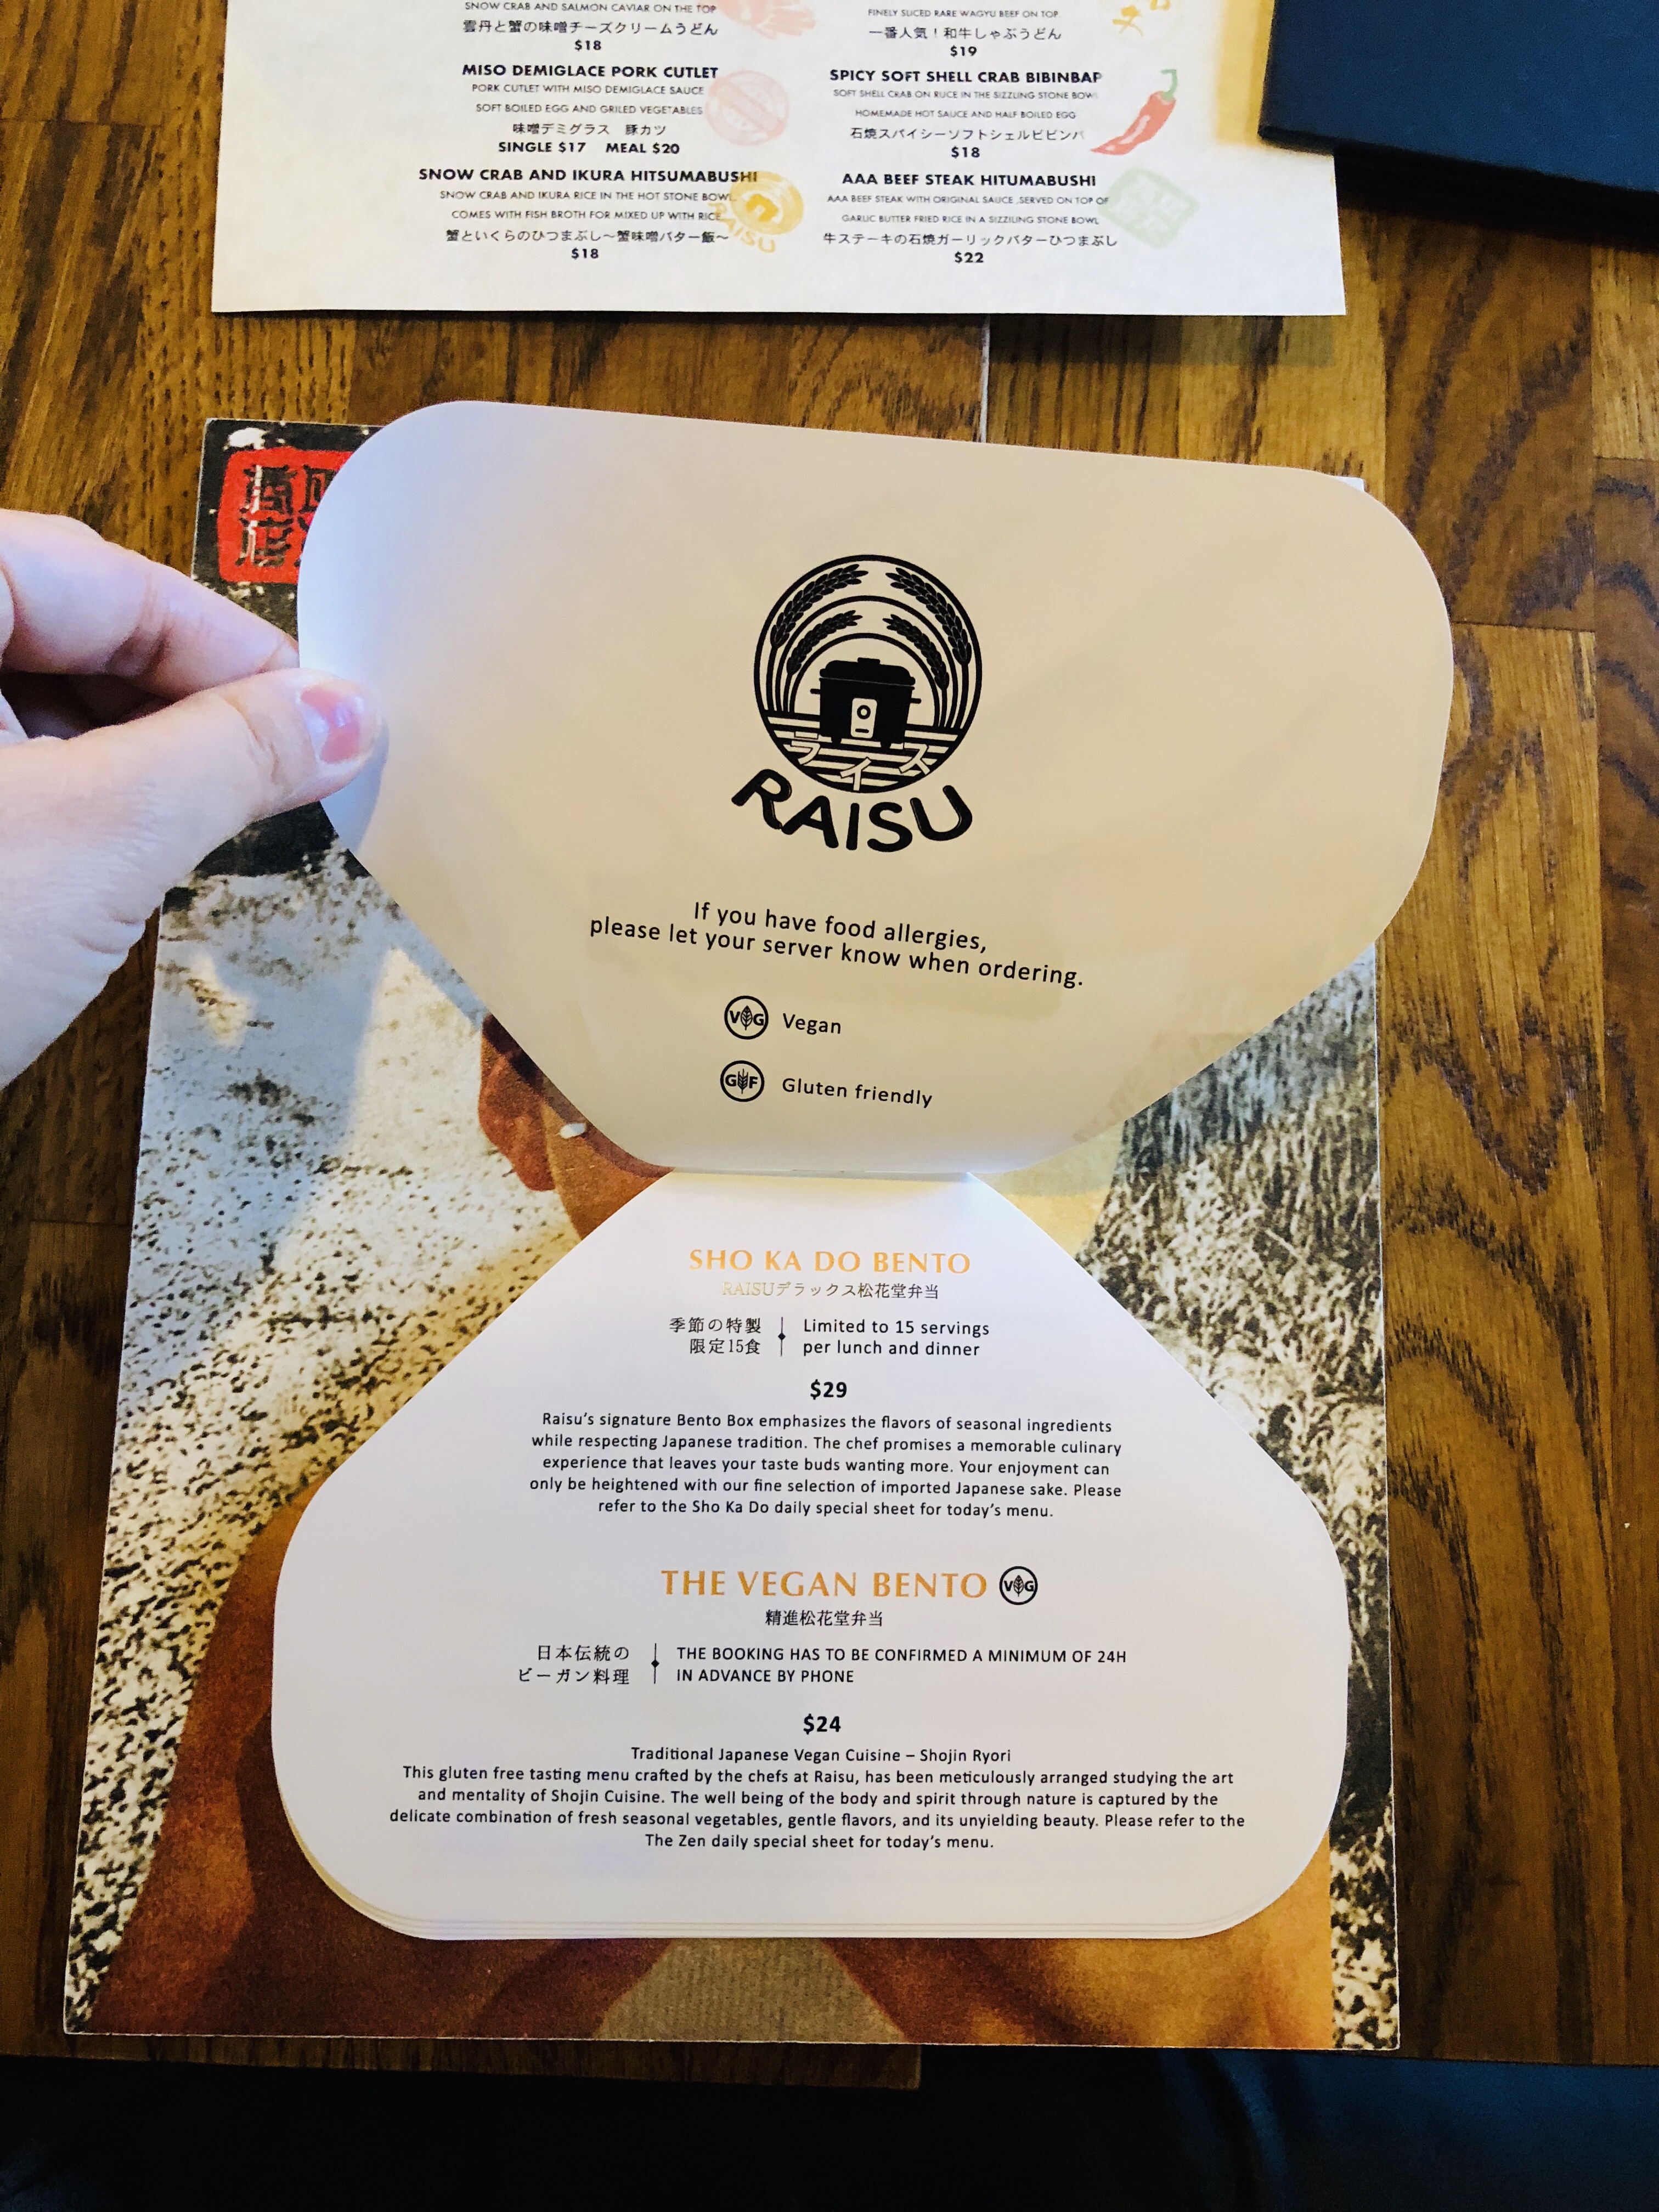 SNOW CRAB AND SALMON CAVIAR ON THE TOP
雲丹と蟹の味噌チーズクリームうどん
$18
MISO DEMIGLACE PORK CUTLET
PORK CUTLET WITH MISO DEMIGLACE SAUCE
SOFT BOILED EGG AND GRILED VEGETABLES
味噌デミグラス 豚カツ
SINGLE $17 MEAL $20
SNOW CRAB AND IKURA HITSUMABUSHI
SNOW CRAB AND IKURA RICE IN THE HOT STONE BOWL
COMES WITH FISH BROTH FOR MIXED UP WITH RICE
蟹といくらのひつまぶし〜蟹味噌バター飯〜
$18
RAISU
FINELY SLICED RARE WAGYU BEEF ON TOP
一番人気!和牛しゃぶうどん
$19
SPICY SOFT SHELL CRAB BIBINBAP
SOFT SHELL CRAB ON RUCE IN THE SIZZLING STONE BOWL
HOMEMADE HOT SAUCE AND HALF BOILED EGG
石焼スパイシーソフトシェルビビンバ
$18
AAA BEEF STEAK HITUMABUSHI
AAA BEEF STEAK WITH ORIGINAL SAUCE ,SERVED ON TOP OF
GARLIC BUTTER FRIED RICE IN A SIZZILING STONE BOWL
牛ステーキの石焼ガーリックバターひつまぶし
$22
ライス
RAISU
If you have food allergies,
please let your server know when ordering.
VG Vegan
GF Gluten friendly
SHO KA DO BENTO
RAISUデラックス松花堂弁当
季節の特製
限定15食
Limited to 15 servings
per lunch and dinner
$29
Raisu's signature Bento Box emphasizes the flavors of seasonal ingredients
while respecting Japanese tradition. The chef promises a memorable culinary
experience that leaves your taste buds wanting more. Your enjoyment can
only be heightened with our fine selection of imported Japanese sake. Please
refer to the Sho Ka Do daily special sheet for today's menu.
THE VEGAN BENTO VG
精進松花堂弁当
日本伝統の
ビーガン料理
THE BOOKING HAS TO BE CONFIRMED A MINIMUM OF 24H
IN ADVANCE BY PHONE
$24
Traditional Japanese Vegan Cuisine – Shojin Ryori
This gluten free tasting menu crafted by the chefs at Raisu, has been meticulously arranged studying the art
and mentality of Shojin Cuisine. The well being of the body and spirit through nature is captured by the
delicate combination of fresh seasonal vegetables, gentle flavors, and its unyielding beauty. Please refer to the
The Zen daily special sheet for today's menu.